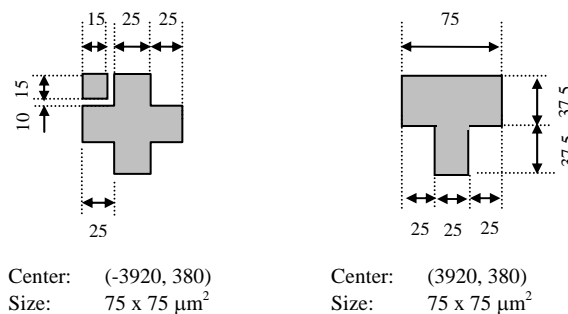 15 25 25
15
10
25
Center: (-3920, 380)
Size: 75 x 75 μm²
75
37.5
37.5
25 25 25
Center: (3920, 380)
Size: 75 x 75 μm²